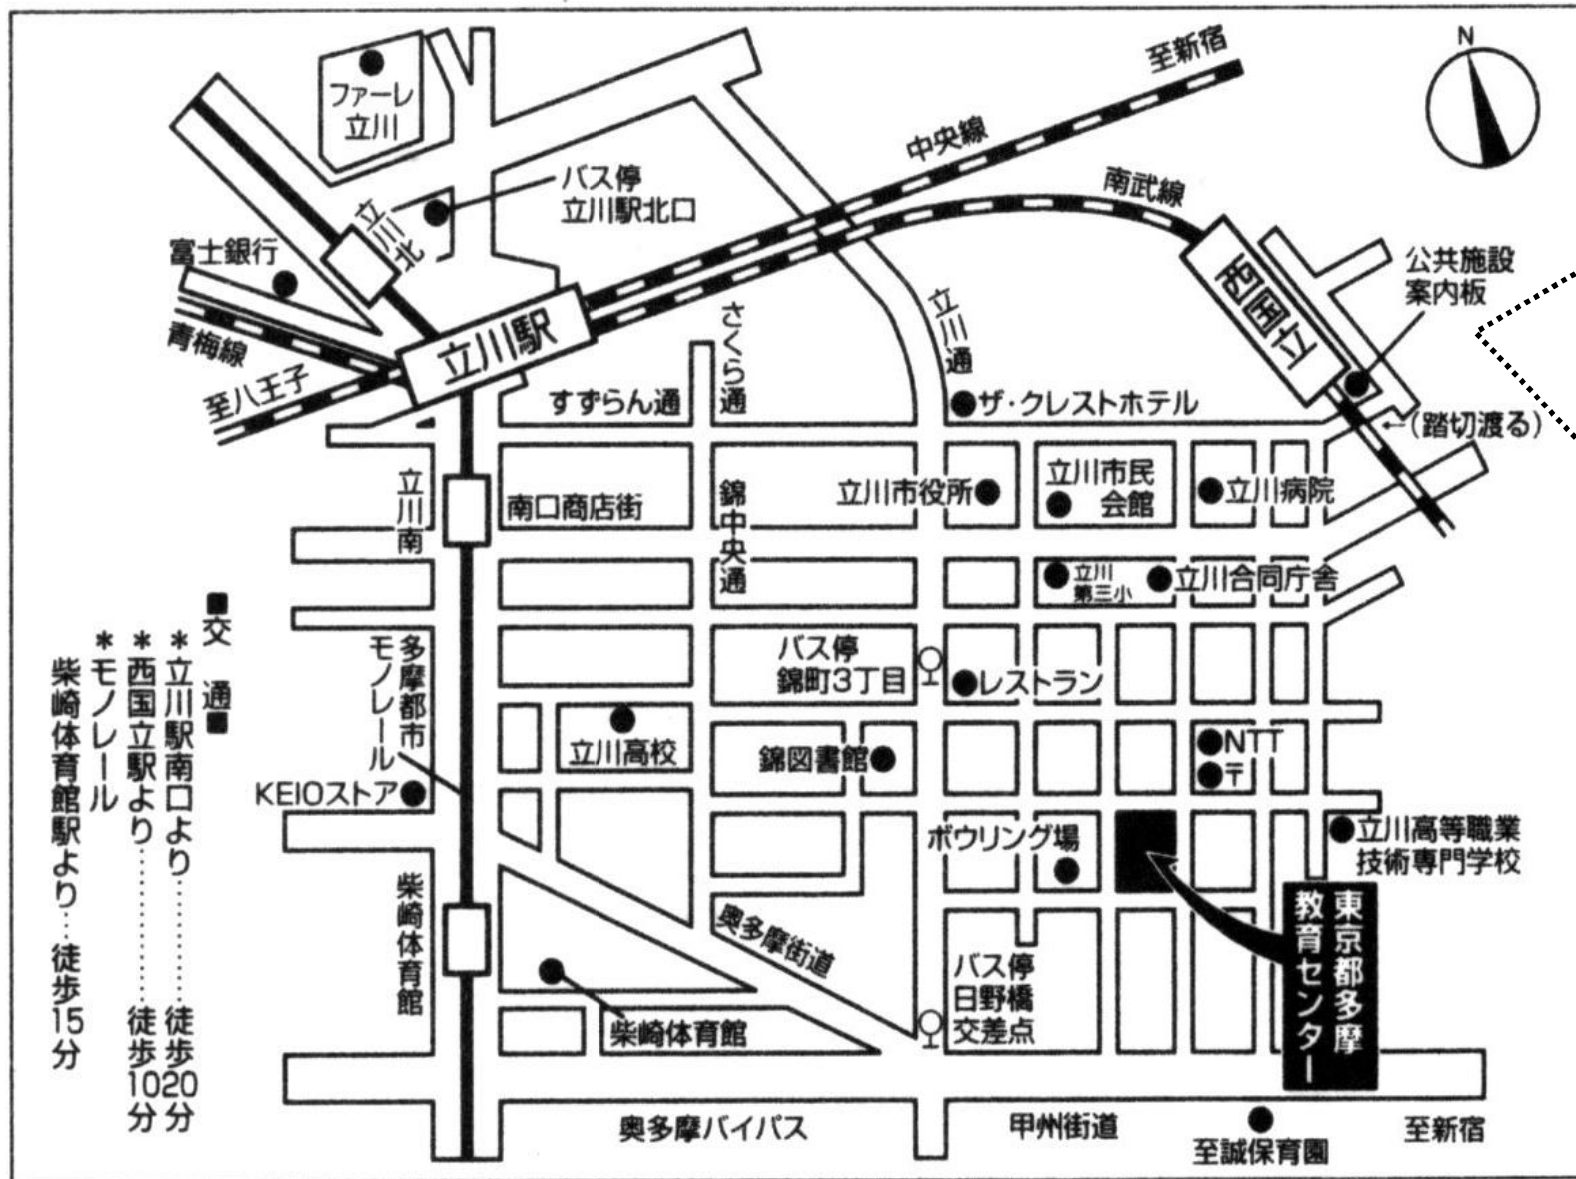 N
至新宿
ファーレ
立川
中央線
南武線
バス停
立川駅北口
立川北
富士銀行
西国立
公共施設
案内板
青梅線
立川駅
さくら通
立川通
至八王子
すずらん通
ザ・クレストホテル
←(踏切渡る)
立川南
南口商店街
錦中央通
立川市役所
立川市民
会館
立川病院
立川
第三小
立川合同庁舎
多摩都市
モノレール
バス停
錦町3丁目
レストラン
立川高校
錦図書館
NTT
〒
KEIOストア
ボウリング場
立川高等職業
技術専門学校
柴崎体育館
奥多摩街道
東京都多摩
教育センター
バス停
日野橋
交差点
柴崎体育館
奥多摩バイパス
甲州街道
至誠保育園
至新宿
■交 通■
*立川駅南口より…………徒歩20分
*西国立駅より……………徒歩10分
*モノレール
柴崎体育館駅より…徒歩15分